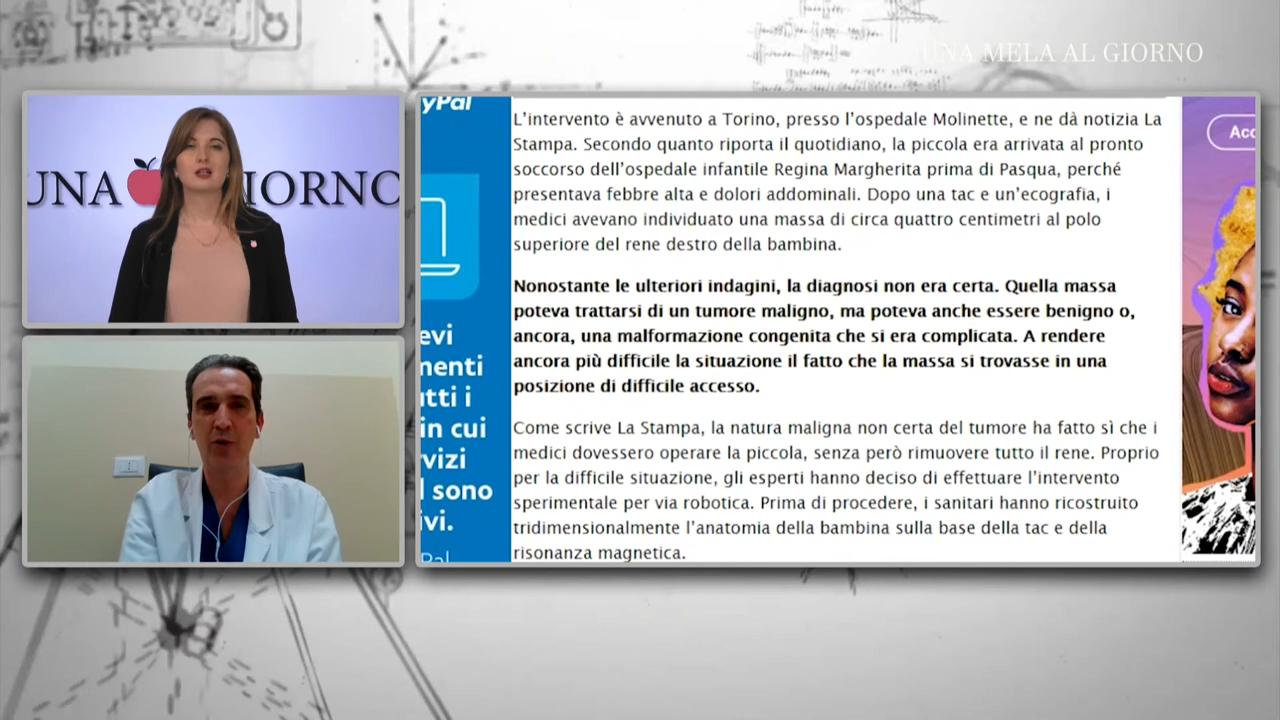 UNA MELA AL GIORNO
UNA GIORNO
yPal
evi
menti
utti i
in cui
rvizi
l sono
ivi.
Pal
L'intervento è avvenuto a Torino, presso l'ospedale Molinette, e ne dà notizia La
Stampa. Secondo quanto riporta il quotidiano, la piccola era arrivata al pronto
soccorso dell'ospedale infantile Regina Margherita prima di Pasqua, perché
presentava febbre alta e dolori addominali. Dopo una tac e un'ecografia, i
medici avevano individuato una massa di circa quattro centimetri al polo
superiore del rene destro della bambina.
Nonostante le ulteriori indagini, la diagnosi non era certa. Quella massa
poteva trattarsi di un tumore maligno, ma poteva anche essere benigno o,
ancora, una malformazione congenita che si era complicata. A rendere
ancora più difficile la situazione il fatto che la massa si trovasse in una
posizione di difficile accesso.
Come scrive La Stampa, la natura maligna non certa del tumore ha fatto sì che i
medici dovessero operare la piccola, senza però rimuovere tutto il rene. Proprio
per la difficile situazione, gli esperti hanno deciso di effettuare l'intervento
sperimentale per via robotica. Prima di procedere, i sanitari hanno ricostruito
tridimensionalmente l'anatomia della bambina sulla base della tac e della
risonanza magnetica.
Acc